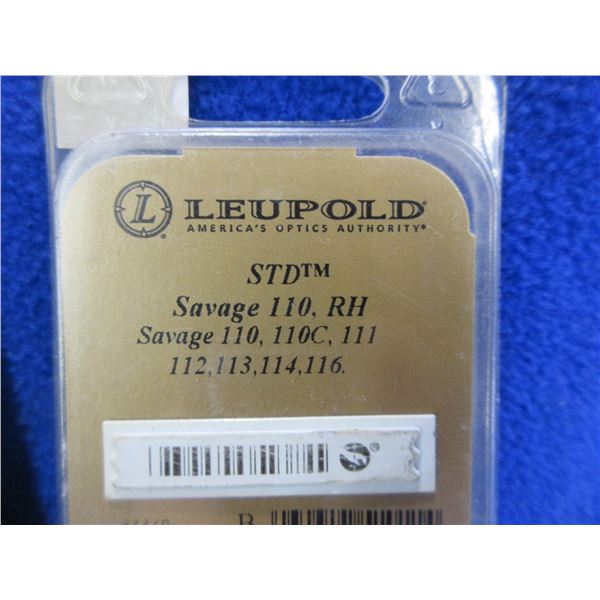 L LEUPOLD®
AMERICA'S OPTICS AUTHORITY®
STD™
Savage 110, RH
Savage 110, 110C, 111
112,113,114,116.
B